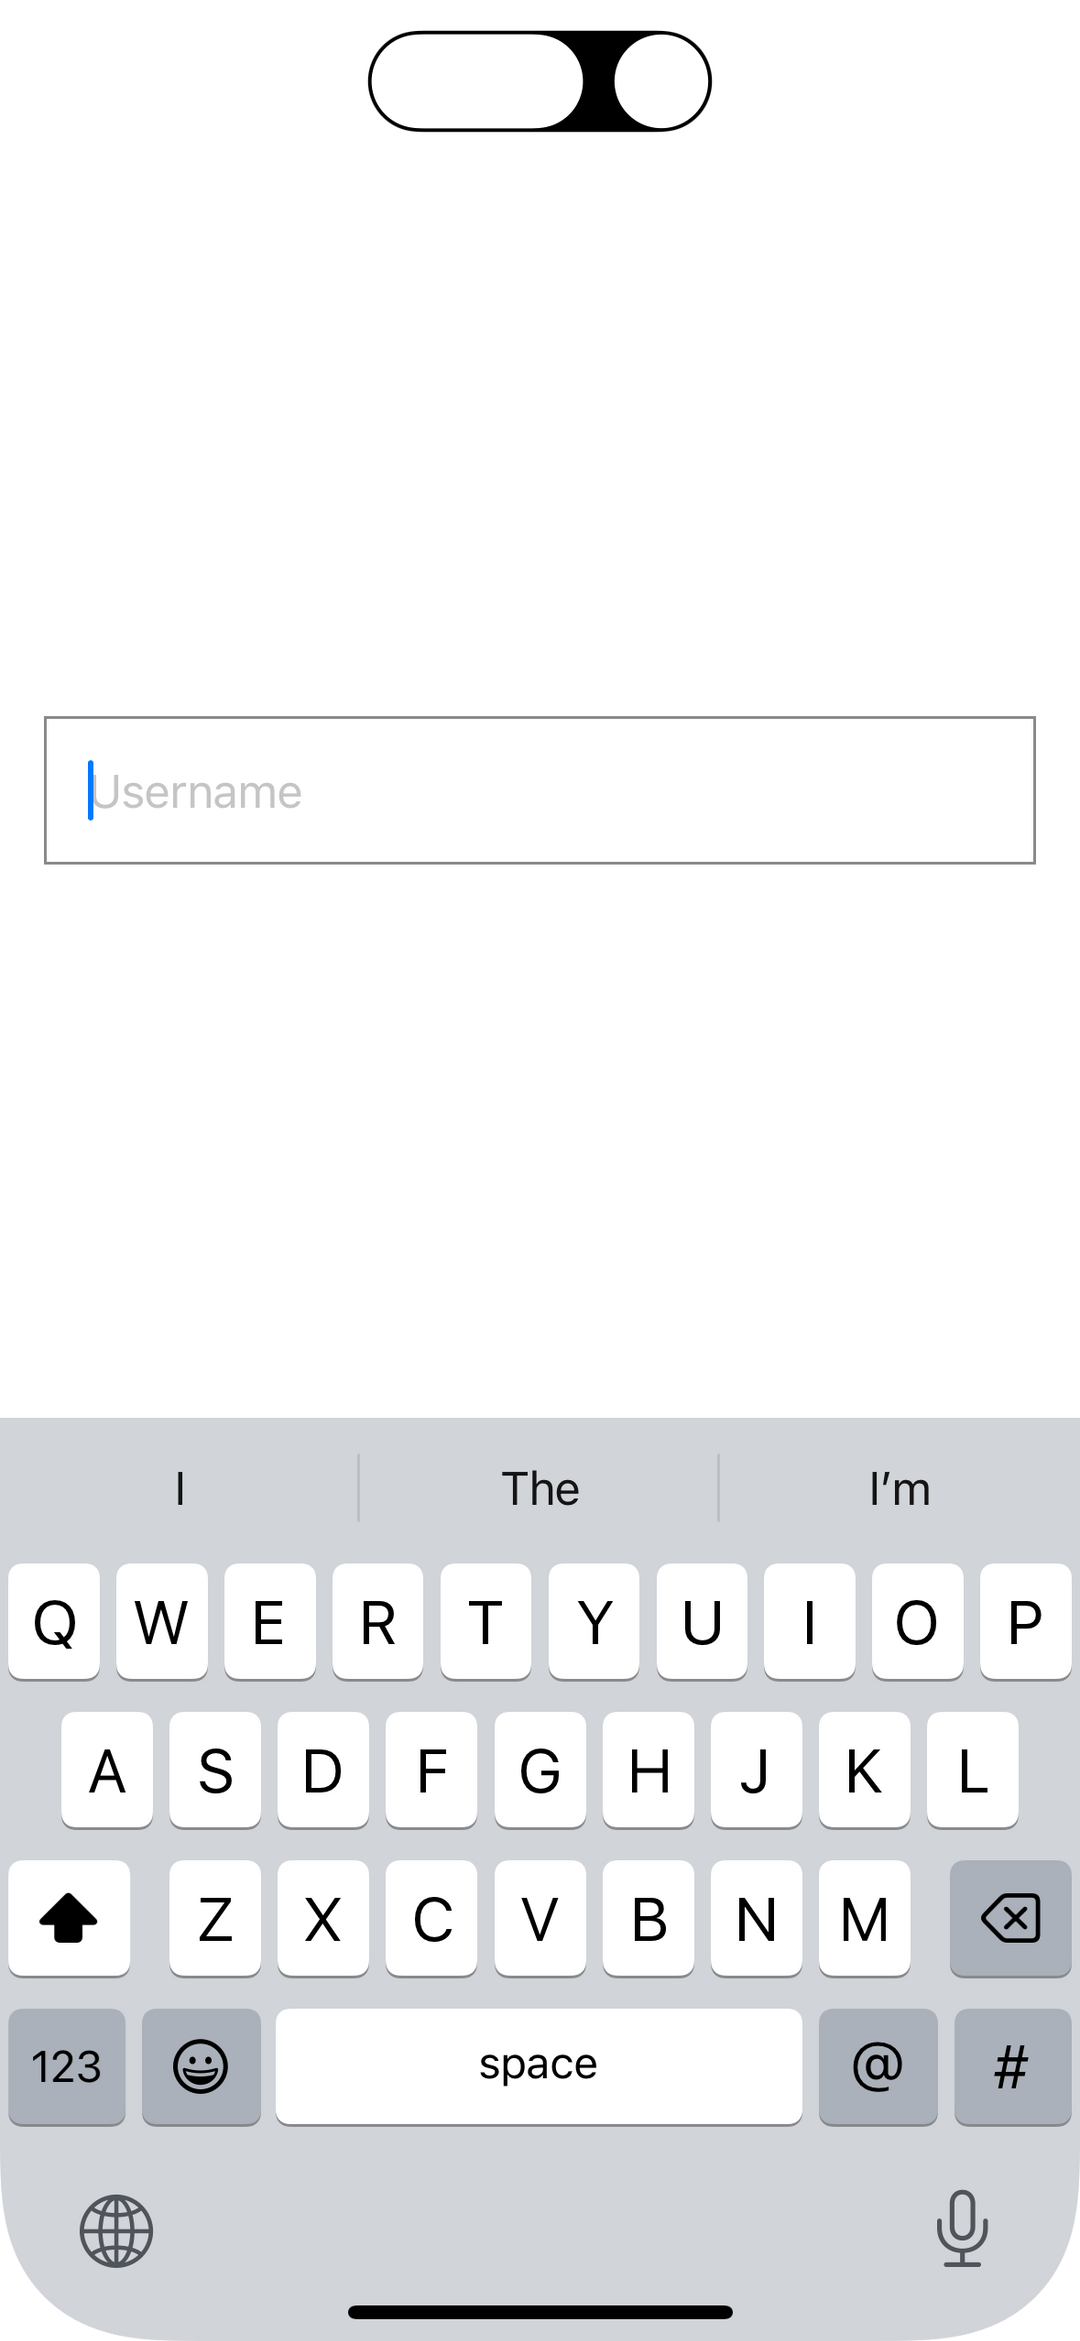 Username
I The I’m
Q W E R T Y U I O P
A S D F G H J K L
Z X C V B N M
123 space @ #